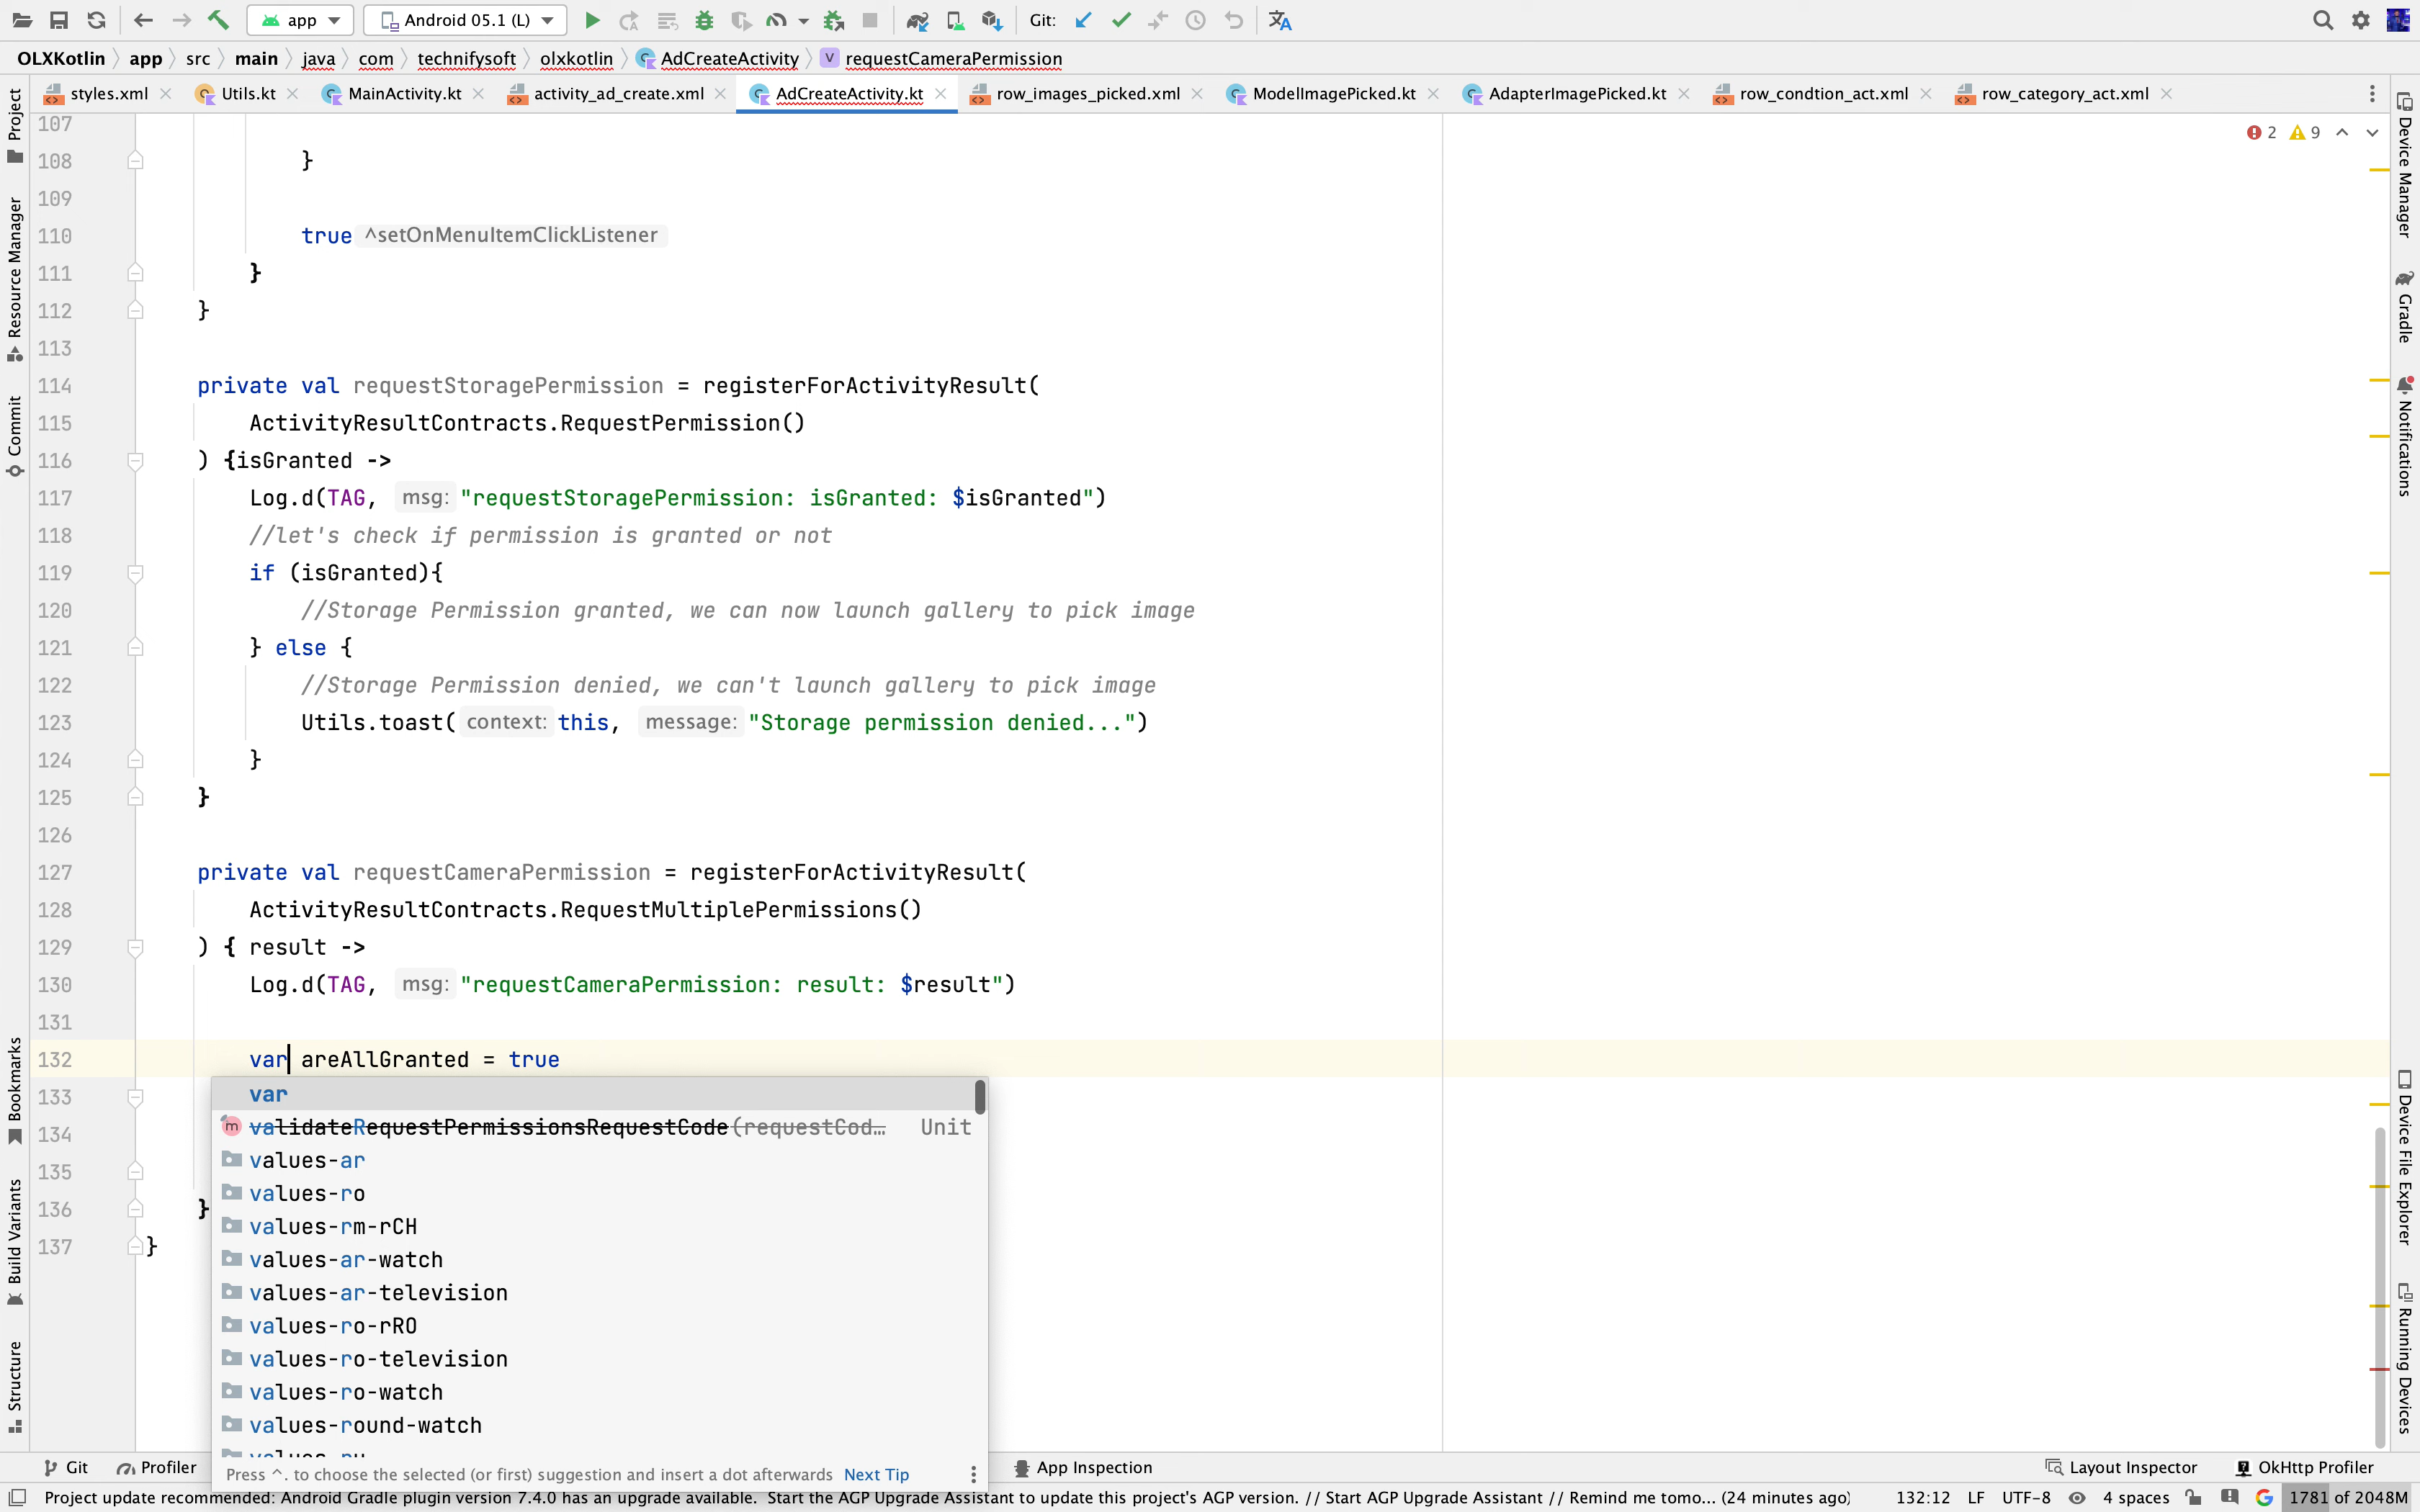 app
Android 05.1 (L)
Git:
OLXKotlin app src main java com technifysoft olxkotlin AdCreateActivity V requestCameraPermission
styles.xml Utils.kt MainActivity.kt activity_ad_create.xml AdCreateActivity.kt row_images_picked.xml ModelImagePicked.kt AdapterImagePicked.kt row_condtion_act.xml row_category_act.xml
2 9
107
108 }
109
110 true ^setOnMenuItemClickListener
111 }
112 }
113
114 private val requestStoragePermission = registerForActivityResult(
115 ActivityResultContracts.RequestPermission()
116 ) {isGranted ->
117 Log.d(TAG, msg: "requestStoragePermission: isGranted: $isGranted")
118 //let's check if permission is granted or not
119 if (isGranted){
120 //Storage Permission granted, we can now launch gallery to pick image
121 } else {
122 //Storage Permission denied, we can't launch gallery to pick image
123 Utils.toast( context: this, message: "Storage permission denied...")
124 }
125 }
126
127 private val requestCameraPermission = registerForActivityResult(
128 ActivityResultContracts.RequestMultiplePermissions()
129 ) { result ->
130 Log.d(TAG, msg: "requestCameraPermission: result: $result")
131
132 var areAllGranted = true
133
134
135
136 }
137 }
var
m validateRequestPermissionsRequestCode(requestCod… Unit
values-ar
values-ro
values-rm-rCH
values-ar-watch
values-ar-television
values-ro-rRO
values-ro-television
values-ro-watch
values-round-watch
Press ^. to choose the selected (or first) suggestion and insert a dot afterwards Next Tip
Project
Resource Manager
Commit
Bookmarks
Build Variants
Structure
Device Manager
Gradle
Notifications
Device File Explorer
Running Devices
Git Profiler App Inspection Layout Inspector OkHttp Profiler
Project update recommended: Android Gradle plugin version 7.4.0 has an upgrade available. Start the AGP Upgrade Assistant to update this project's AGP version. // Start AGP Upgrade Assistant // Remind me tomo... (24 minutes ago) 132:12 LF UTF-8 4 spaces 1781 of 2048M